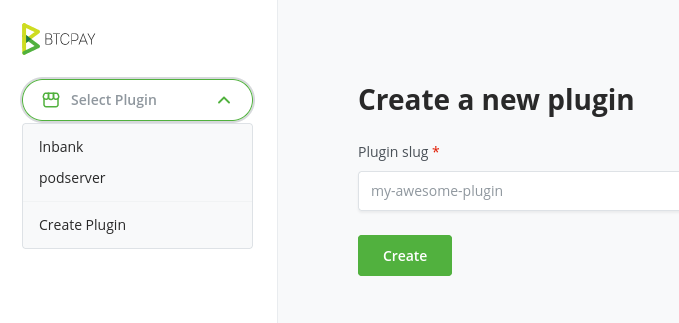 BTCPAY
Select Plugin
lnbank
podserver
Create Plugin
Create a new plugin
Plugin slug *
my-awesome-plugin
Create